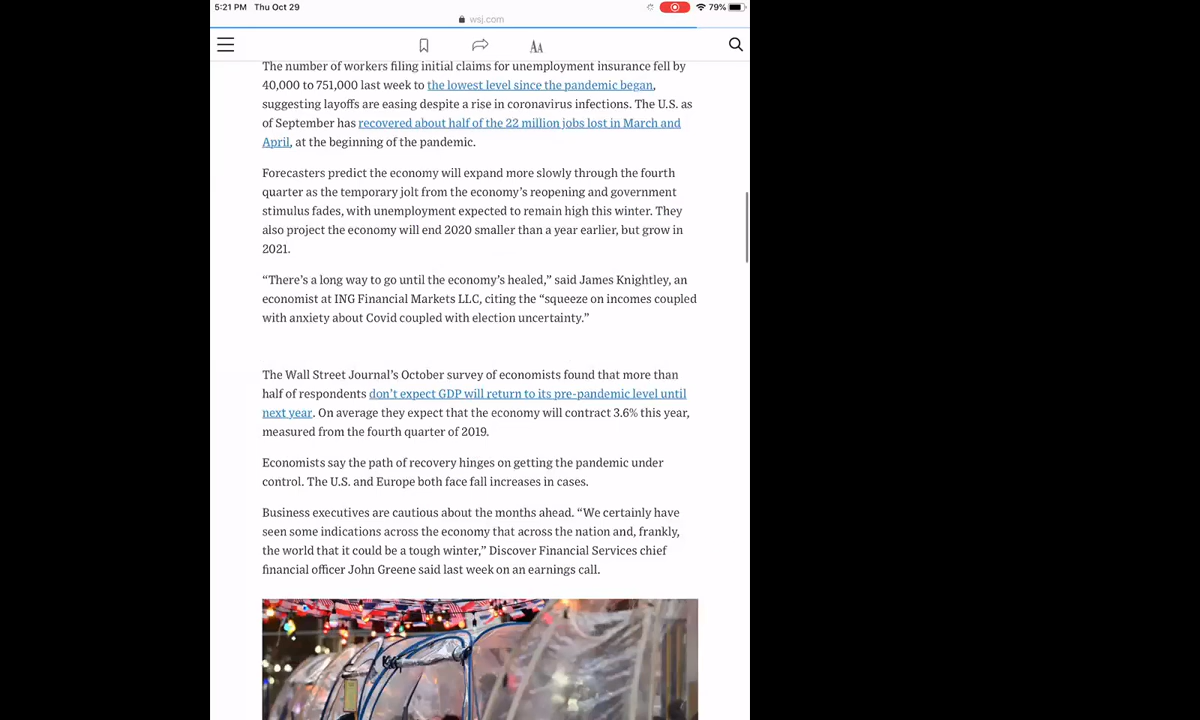 5:21 PM Thu Oct 29
79%
wsj.com
AA
The number of workers filing initial claims for unemployment insurance fell by
40,000 to 751,000 last week to the lowest level since the pandemic began,
suggesting layoffs are easing despite a rise in coronavirus infections. The U.S. as
of September has recovered about half of the 22 million jobs lost in March and
April, at the beginning of the pandemic.
Forecasters predict the economy will expand more slowly through the fourth
quarter as the temporary jolt from the economy’s reopening and government
stimulus fades, with unemployment expected to remain high this winter. They
also project the economy will end 2020 smaller than a year earlier, but grow in
2021.
“There’s a long way to go until the economy’s healed,” said James Knightley, an
economist at ING Financial Markets LLC, citing the “squeeze on incomes coupled
with anxiety about Covid coupled with election uncertainty.”
The Wall Street Journal’s October survey of economists found that more than
half of respondents don’t expect GDP will return to its pre-pandemic level until
next year. On average they expect that the economy will contract 3.6% this year,
measured from the fourth quarter of 2019.
Economists say the path of recovery hinges on getting the pandemic under
control. The U.S. and Europe both face fall increases in cases.
Business executives are cautious about the months ahead. “We certainly have
seen some indications across the economy that across the nation and, frankly,
the world that it could be a tough winter,” Discover Financial Services chief
financial officer John Greene said last week on an earnings call.